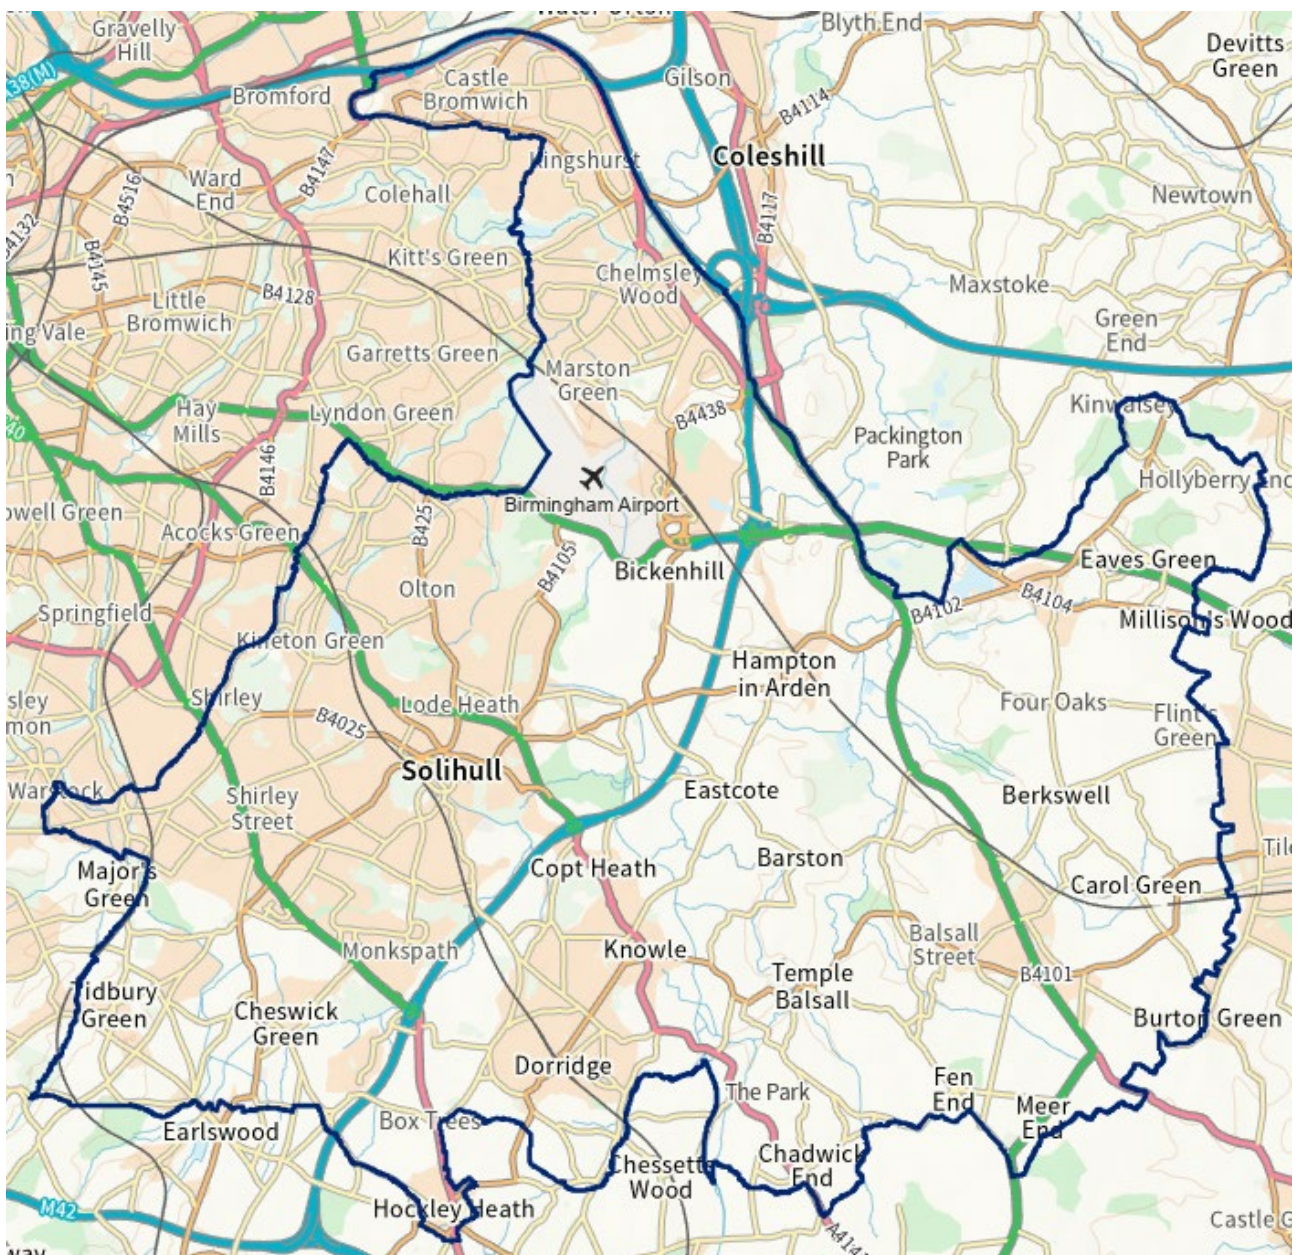 Gravelly
Hill
Blyth End
Devitts
Green
Castle
Bromwich
Gilson
Bromford
B4114
Coleshill
Kingshurst
B4147
Ward
End
B4516
Colehall
B4117
Newtown
B4132
B4145
Kitt's Green
Chelmsley
Wood
Maxstoke
B4128
Little
Bromwich
Green
End
Garretts Green
Marston
Green
Hay
Mills
Lyndon Green
B4438
Kinwalsey
Packington
Park
B4146
Birmingham Airport
Hollyberry End
Acocks Green
B425
B4105
Bickenhill
Eaves Green
Olton
B4102
B4104
Springfield
Millison's Wood
Kineton Green
Hampton
in Arden
Shirley
Lode Heath
Four Oaks
Flint's
Green
B4025
Solihull
Warstock
Eastcote
Berkswell
Shirley
Street
Major's
Green
Copt Heath
Barston
Carol Green
Monkspath
Knowle
Balsall
Street
Temple
Balsall
B4101
Tidbury
Green
Cheswick
Green
Burton Green
Dorridge
The Park
Fen
End
Meer
End
Box Trees
Earlswood
Chadwick
End
Chessetts
Wood
M42
Hockley Heath